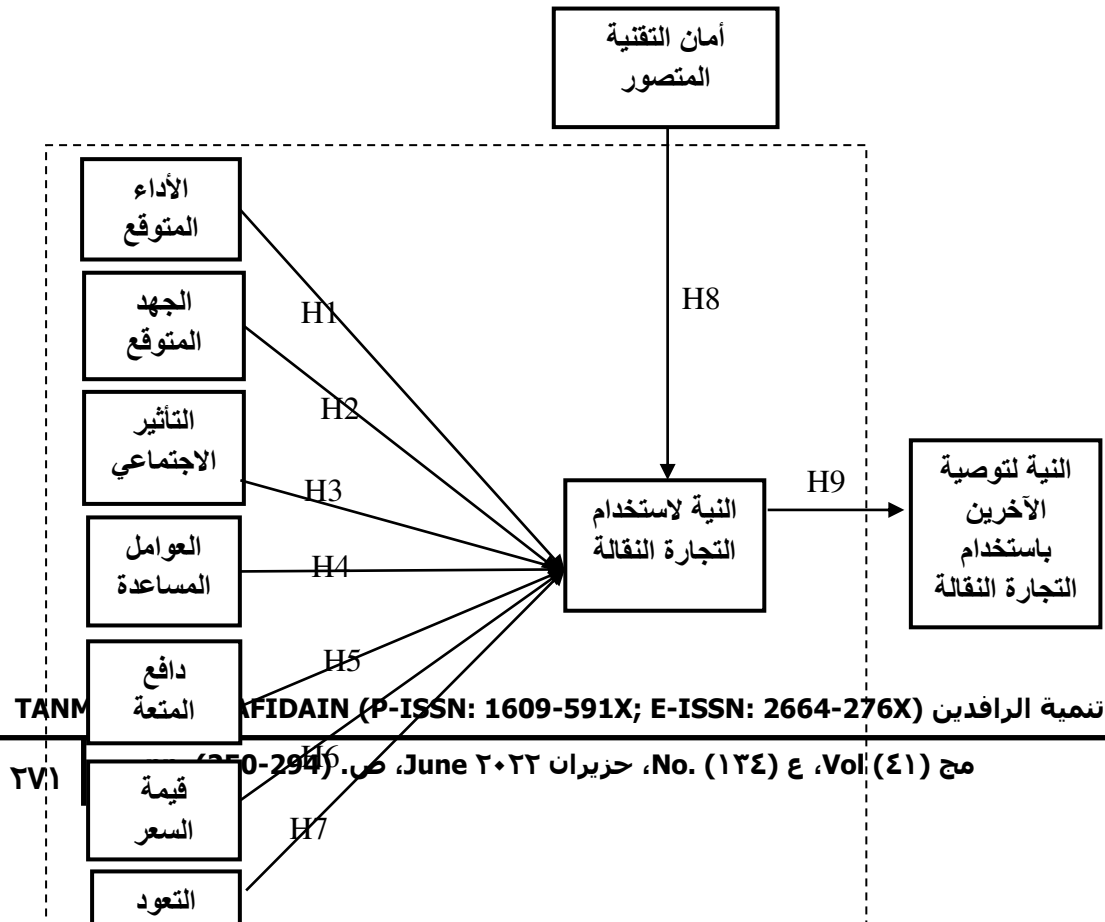 أمان التقنية
المتصور
الأداء
المتوقع
H1
الجهد
المتوقع
H8
H2
التأثير
الاجتماعي
H3
النية لاستخدام
التجارة النقالة
H9
النية لتوصية
الآخرين
باستخدام
التجارة النقالة
العوامل
المساعدة
H4
دافع
المتعة
H5
تنمية الرافدين (P-ISSN: 1609-591X; E-ISSN: 2664-276X)
مج (٤١) Vol، ع (١٣٤) No.، حزيران ٢٠٢٢ June، ص.
٢٧١
قيمة
السعر
H6
H7
التعود